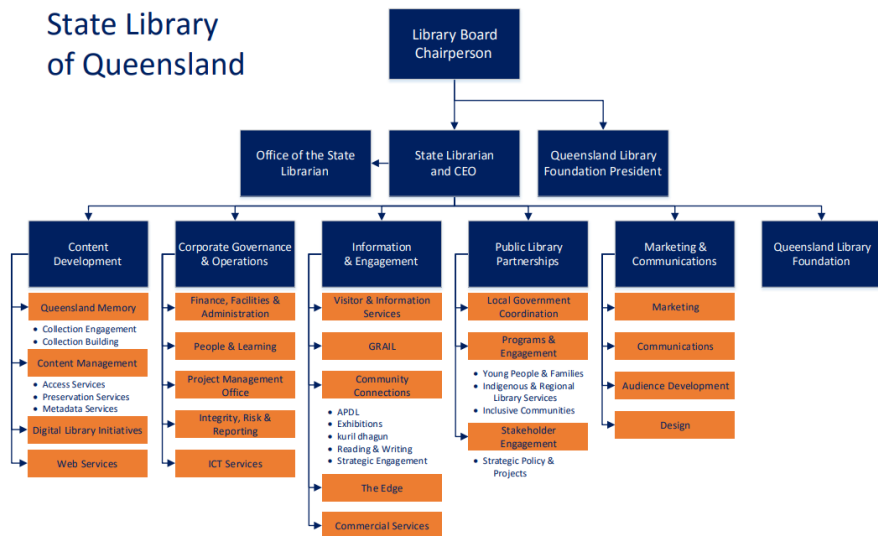 State Library
of Queensland
Library Board
Chairperson
Office of the State
Librarian
State Librarian
and CEO
Queensland Library
Foundation President
Content
Development
Queensland Memory
• Collection Engagement
• Collection Building
Content Management
• Access Services
• Preservation Services
• Metadata Services
Digital Library Initiatives
Web Services
Corporate Governance
& Operations
Finance, Facilities &
Administration
People & Learning
Project Management
Office
Integrity, Risk &
Reporting
ICT Services
Information
& Engagement
Visitor & Information
Services
GRAIL
Community
Connections
• APDL
• Exhibitions
• kuril dhagun
• Reading & Writing
• Strategic Engagement
The Edge
Commercial Services
Public Library
Partnerships
Local Government
Coordination
Programs &
Engagement
• Young People & Families
• Indigenous & Regional
Library Services
• Inclusive Communities
Stakeholder
Engagement
• Strategic Policy &
Projects
Marketing &
Communications
Marketing
Communications
Audience Development
Design
Queensland Library
Foundation